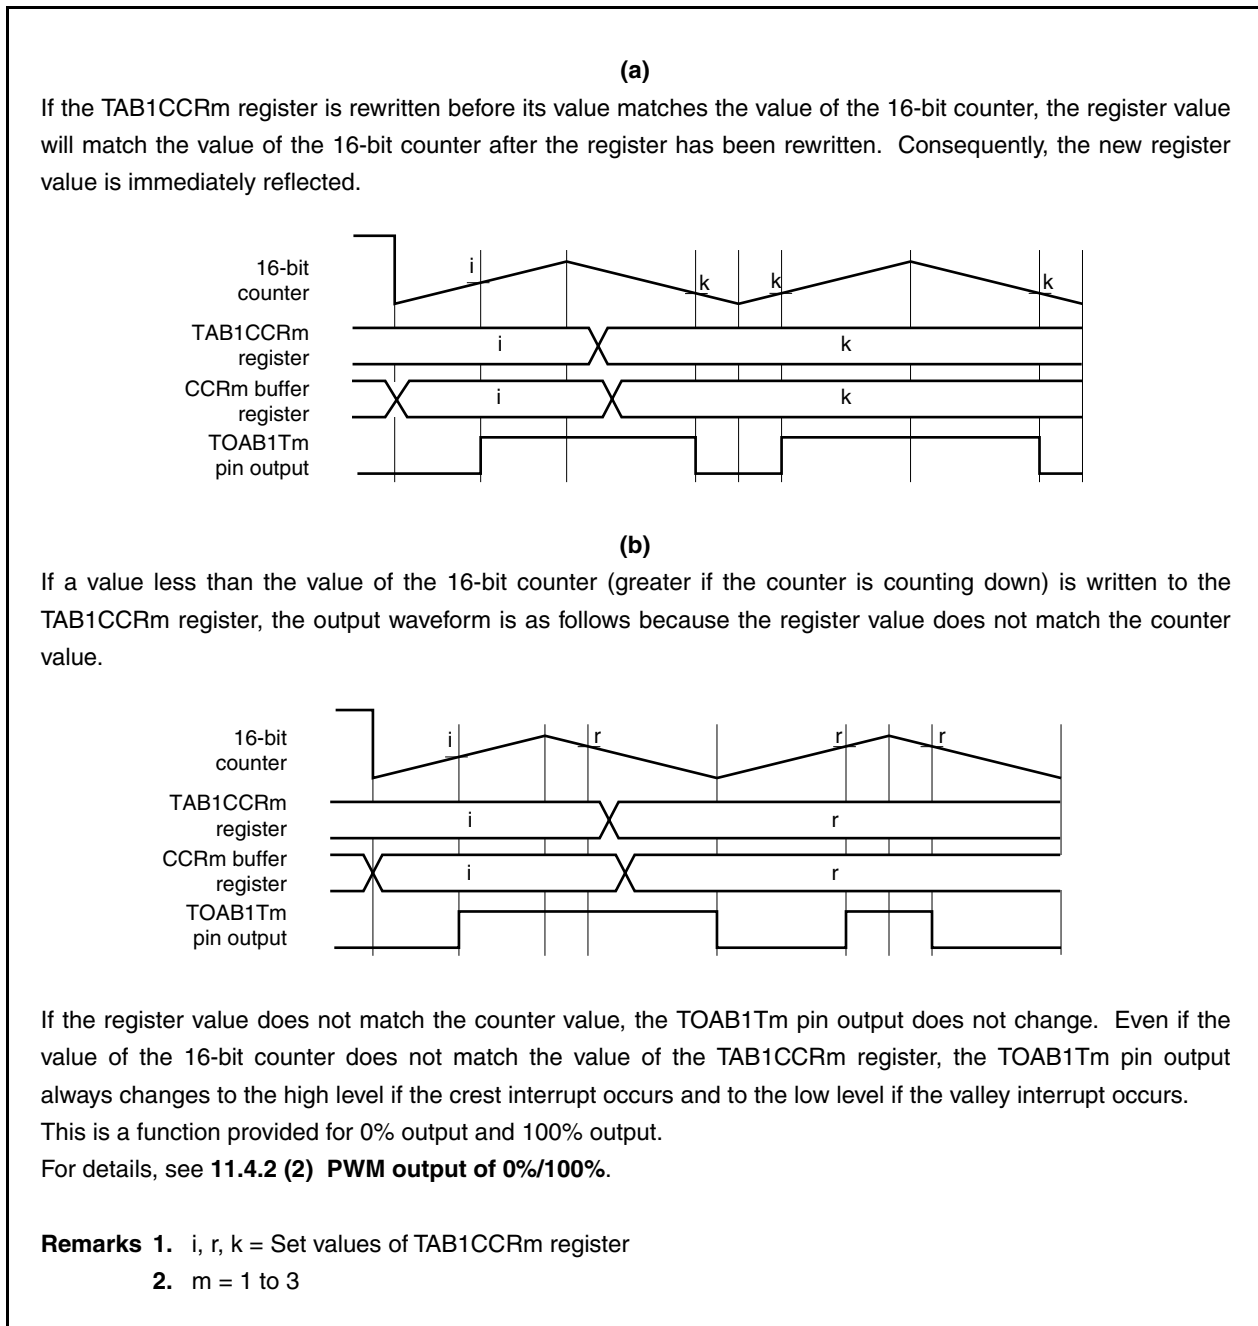 (a)
If the TAB1CCRm register is rewritten before its value matches the value of the 16-bit counter, the register value
will match the value of the 16-bit counter after the register has been rewritten. Consequently, the new register
value is immediately reflected.
16-bit
counter
i
k
k
k
TAB1CCRm
register
i
k
CCRm buffer
register
i
k
TOAB1Tm
pin output
(b)
If a value less than the value of the 16-bit counter (greater if the counter is counting down) is written to the
TAB1CCRm register, the output waveform is as follows because the register value does not match the counter
value.
16-bit
counter
i
r
r
r
TAB1CCRm
register
i
r
CCRm buffer
register
i
r
TOAB1Tm
pin output
If the register value does not match the counter value, the TOAB1Tm pin output does not change. Even if the
value of the 16-bit counter does not match the value of the TAB1CCRm register, the TOAB1Tm pin output
always changes to the high level if the crest interrupt occurs and to the low level if the valley interrupt occurs.
This is a function provided for 0% output and 100% output.
For details, see 11.4.2 (2) PWM output of 0%/100%.
Remarks 1. i, r, k = Set values of TAB1CCRm register
2. m = 1 to 3